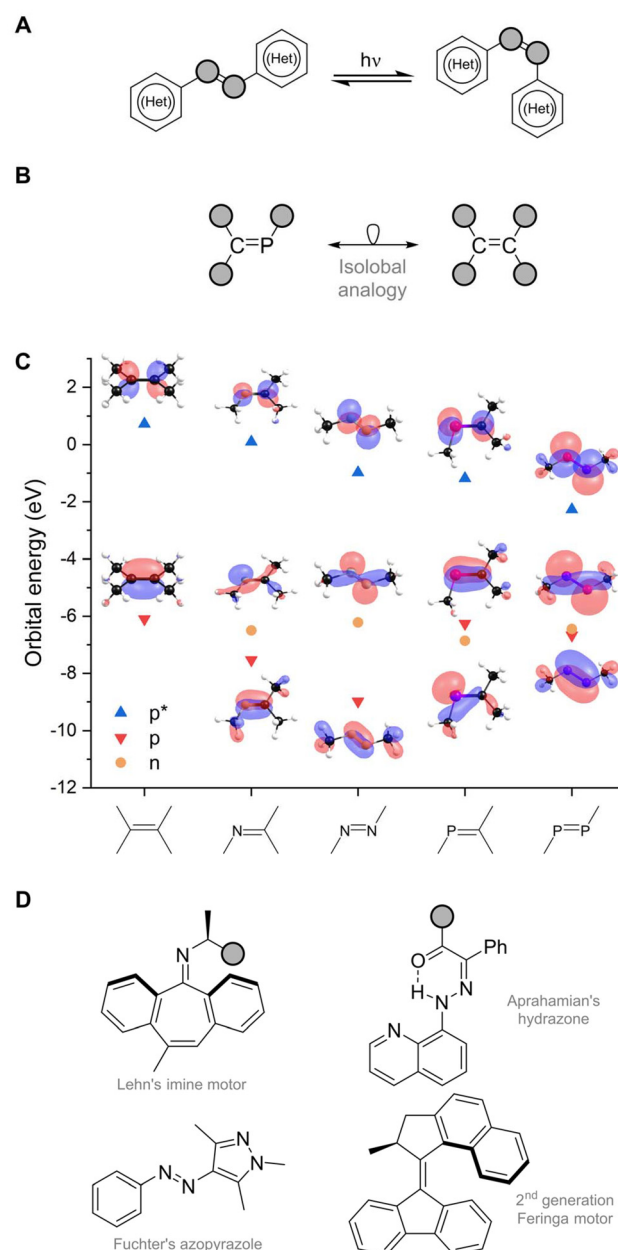 A
(Het)
(Het)
hν
(Het)
(Het)
B
C=P
Isolobal
analogy
C=C
C
Orbital energy (eV)
2
0
-2
-4
-6
-8
-10
-12
p*
p
n
N
N=N
P
P=P
D
N
Lehn's imine motor
O
Ph
H
N
N
N
Aprahamian's
hydrazone
N
N
N
N
Fuchter's azopyrazole
2nd generation
Feringa motor